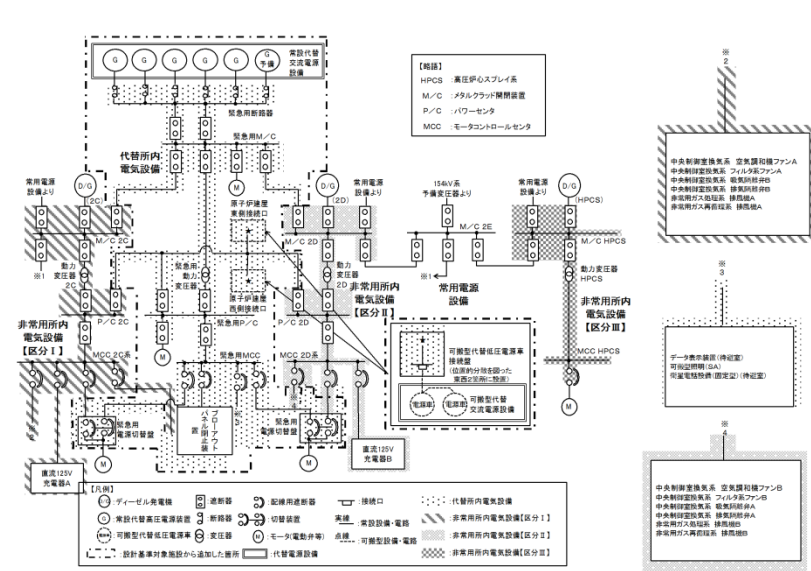 G G G G G G
予備
常設代替
交流電源
設備
緊急用断路器
緊急用M/C
代替所内
電気設備
【略語】
HPCS :高圧炉心スプレイ系
M/C :メタルクラッド開閉装置
P/C :パワーセンタ
MCC :モータコントロールセンタ
常用電源
設備より
D/G
(2C)
M
原子炉建屋
東側接続口
D/G
(2D)
常用電源
設備より
154kV系
予備変圧器より
常用電源
設備より
D/G
(HPCS)
M/C 2C
M/C 2D
M/C 2E
M/C HPCS
※1
動力
変圧器
2C
緊急用
動力
変圧器
原子炉建屋
西側接続口
動力
変圧器
2D
※1
常用電源
設備
動力変圧器
HPCS
非常用所内
電気設備
【区分Ⅰ】
P/C 2C
緊急用P/C
P/C 2D
非常用所内
電気設備
【区分Ⅱ】
非常用所内
電気設備
【区分Ⅲ】
M
MCC 2C系
緊急用MCC
MCC 2D系
MCC HPCS
可搬型代替低圧電源車
接続盤
(位置的分散を図った
東西2箇所に設置)
電源車 電源車
可搬型代替
交流電源設備
M
※2
※3
※4
緊急用
電源切替盤
ブローアウト
パネル閉止装
置
緊急用
電源切替盤
M
M
直流125V
充電器A
直流125V
充電器B
【凡例】
D/G :ディーゼル発電機
:遮断器
:配線用遮断器
:接続口
:代替所内電気設備
G :常設代替高圧電源装置
:断路器
:切替装置
実線 :常設設備・電路
:非常用所内電気設備【区分Ⅰ】
電源車 :可搬型代替低圧電源車
:変圧器
M :モータ(電動弁等)
点線 :可搬型設備・電路
:非常用所内電気設備【区分Ⅱ】
:設計基準対象施設から追加した箇所
:代替電源設備
:非常用所内電気設備【区分Ⅲ】
※
2
中央制御室換気系 空気調和機ファンA
中央制御室換気系 フィルタ系ファンA
中央制御室換気系 吸気隔離弁B
中央制御室換気系 排気隔離弁B
非常用ガス処理系 排風機A
非常用ガス再循環系 排風機A
※
3
データ表示装置(待避室)
可搬型照明(SA)
衛星電話設備(固定型)(待避室)
※
4
中央制御室換気系 空気調和機ファンB
中央制御室換気系 フィルタ系ファンB
中央制御室換気系 吸気隔離弁A
中央制御室換気系 排気隔離弁A
非常用ガス処理系 排風機B
非常用ガス再循環系 排風機B